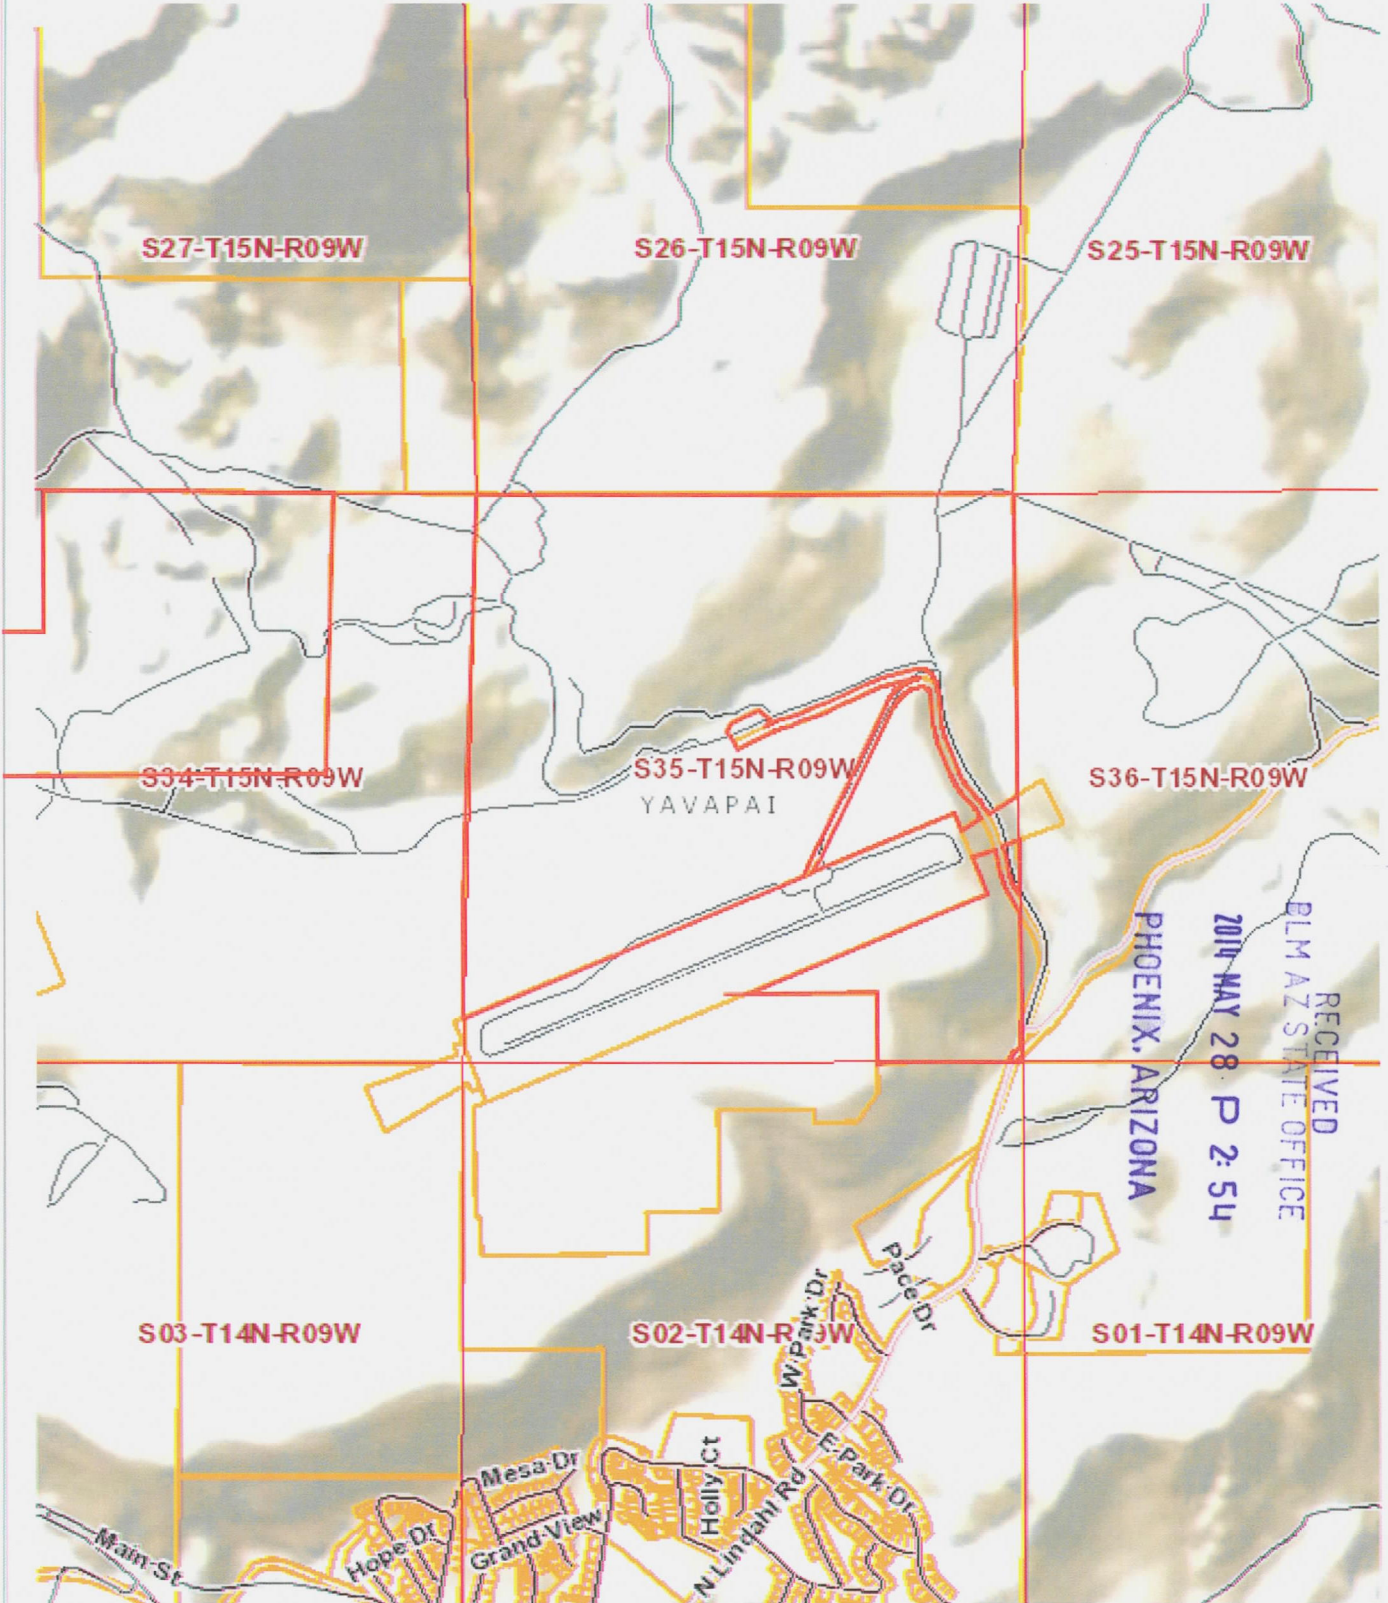 S27-T15N-R09W
S26-T15N-R09W
S25-T15N-R09W
S34-T15N-R09W
S35-T15N-R09W
YAVAPAI
S36-T15N-R09W
RECEIVED
BLM AZ STATE OFFICE
2014 MAY 28 P 2:54
PHOENIX, ARIZONA
S03-T14N-R09W
S02-T14N-R09W
S01-T14N-R09W
Pace Dr
W Park Dr
E Park Dr
N Lindahl Rd
Holly Ct
Mesa Dr
Grand View
Hope Dr
Main St